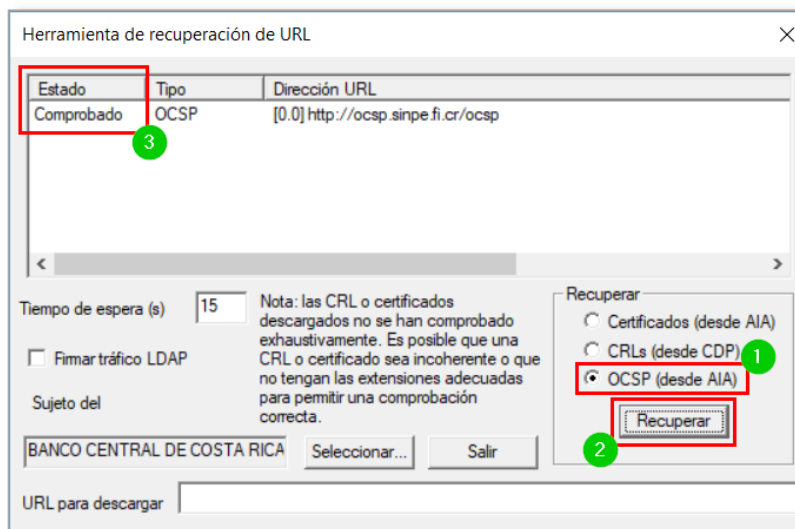 Herramienta de recuperación de URL
Estado Tipo Dirección URL
Comprobado OCSP [0.0] http://ocsp.sinpe.fi.cr/ocsp
3
Tiempo de espera (s) 15
Firmar tráfico LDAP
Sujeto del
Nota: las CRL o certificados
descargados no se han comprobado
exhaustivamente. Es posible que una
CRL o certificado sea incoherente o que
no tengan las extensiones adecuadas
para permitir una comprobación
correcta.
Recuperar
Certificados (desde AIA)
CRLs (desde CDP)
1
OCSP (desde AIA)
Recuperar
2
BANCO CENTRAL DE COSTA RICA Seleccionar... Salir
URL para descargar